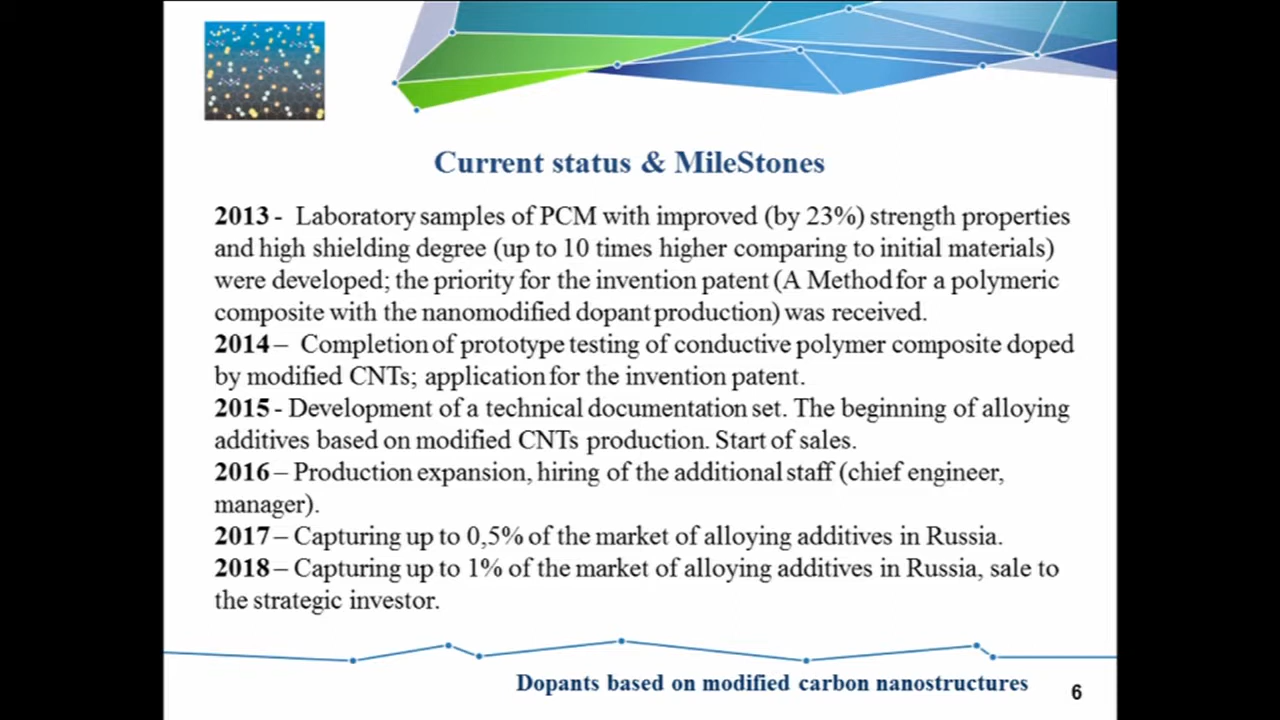 Current status & MileStones
2013 - Laboratory samples of PCM with improved (by 23%) strength properties
and high shielding degree (up to 10 times higher comparing to initial materials)
were developed; the priority for the invention patent (A Method for a polymeric
composite with the nanomodified dopant production) was received.
2014 – Completion of prototype testing of conductive polymer composite doped
by modified CNTs; application for the invention patent.
2015 - Development of a technical documentation set. The beginning of alloying
additives based on modified CNTs production. Start of sales.
2016 – Production expansion, hiring of the additional staff (chief engineer,
manager).
2017 – Capturing up to 0,5% of the market of alloying additives in Russia.
2018 – Capturing up to 1% of the market of alloying additives in Russia, sale to
the strategic investor.
Dopants based on modified carbon nanostructures
6